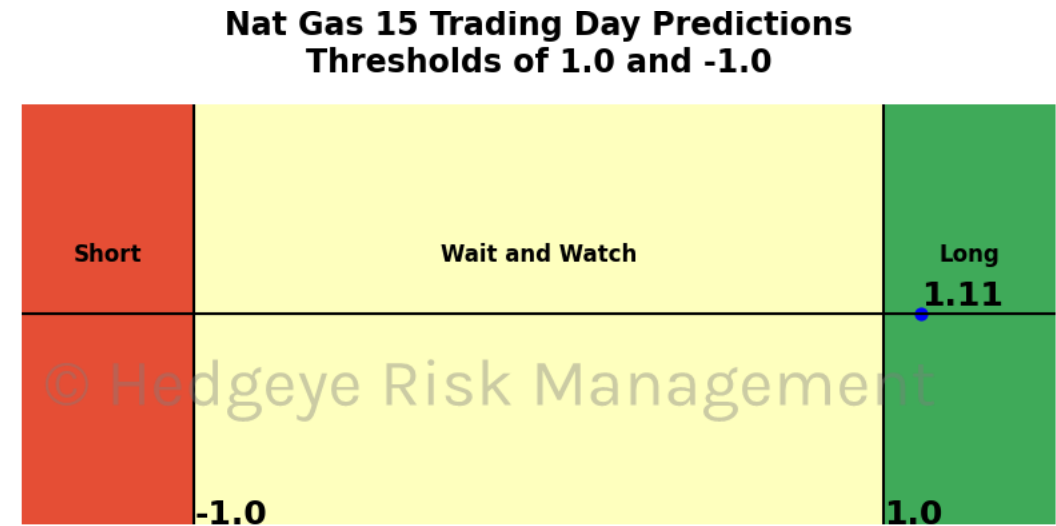 Nat Gas 15 Trading Day Predictions
Thresholds of 1.0 and -1.0
Short
Wait and Watch
Long
1.11
© Hedgeye Risk Management
-1.0
1.0